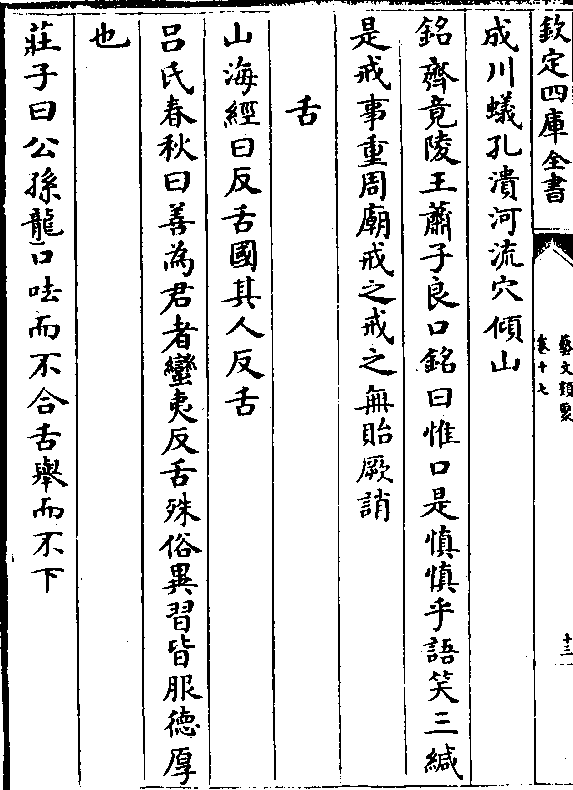 欽定四庫全書
藝文類聚
卷十七
十三
成川蟻孔潰河流穴傾山
銘齊竟陵王蕭子良口銘曰惟口是慎慎乎語笑三緘
是戒事重周廟戒之戒之無貽厥誚
舌
山海經曰反舌國其人反舌
呂氏春秋曰善為君者蠻夷反舌殊俗異習皆服德厚
也
莊子曰公孫龍口呿而不合舌舉而不下